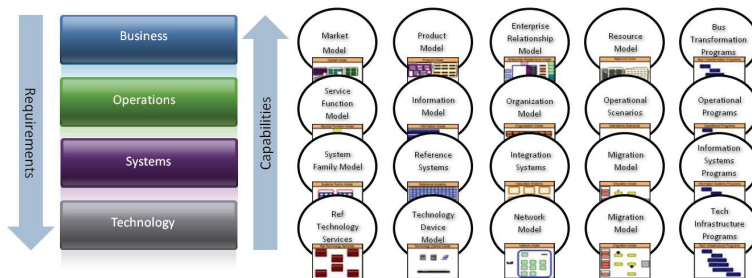 Requirements
Business
Operations
Systems
Technology
Capabilities
Market
Model
Product
Model
Enterprise
Relationship
Model
Resource
Model
Bus
Transformation
Programs
Service
Function
Model
Information
Model
Organization
Model
Operational
Scenarios
Operational
Programs
System
Family Model
Reference
Systems
Integration
Systems
Migration
Model
Information
Systems
Programs
Ref
Technology
Services
Technology
Device
Model
Network
Model
Migration
Model
Tech
Infrastructure
Programs